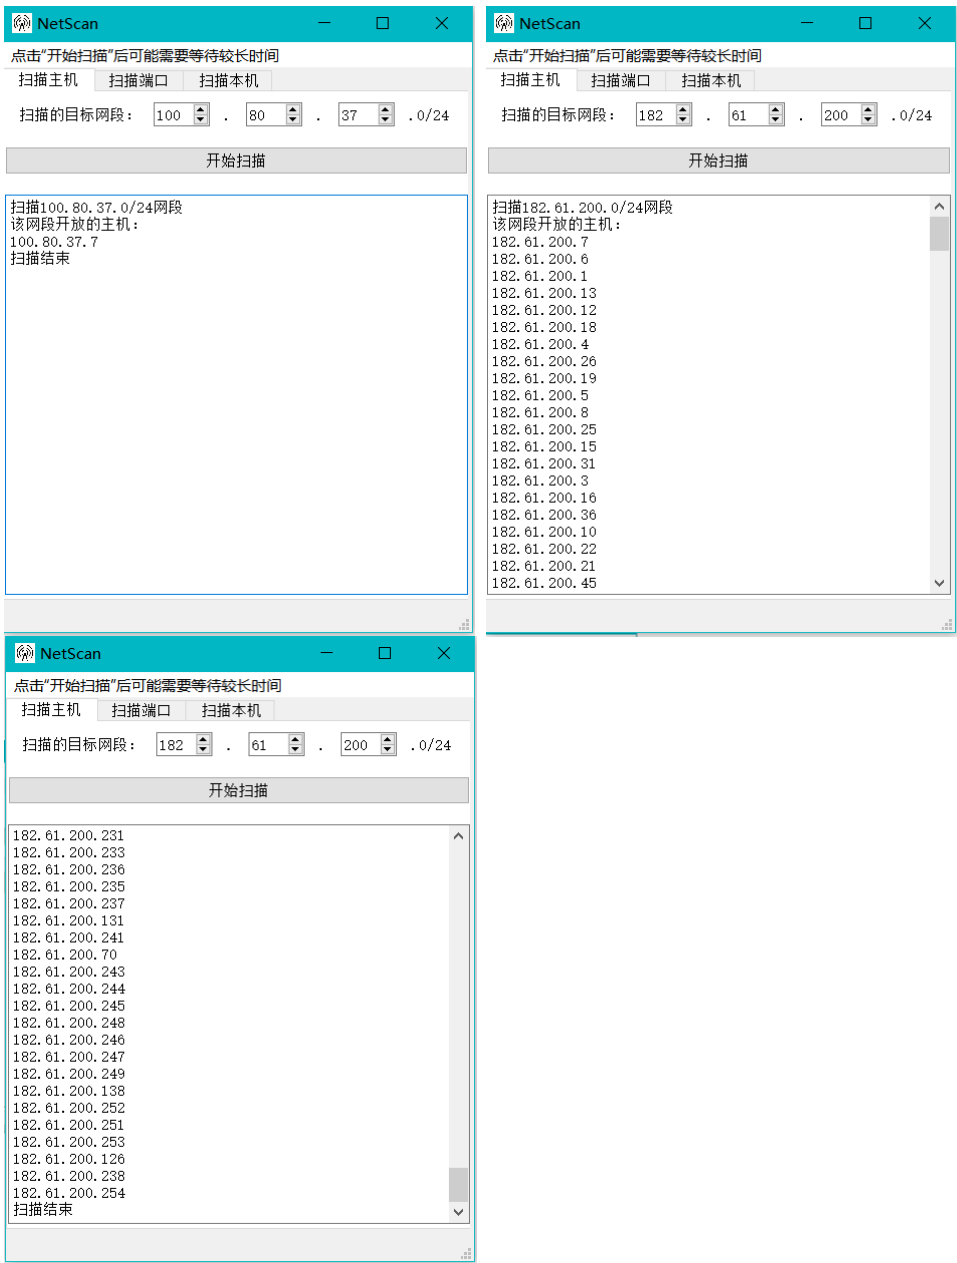 NetScan
点击“开始扫描”后可能需要等待较长时间
扫描主机 扫描端口 扫描本机
扫描的目标网段: 100 . 80 . 37 .0/24
开始扫描
扫描100.80.37.0/24网段
该网段开放的主机:
100.80.37.7
扫描结束
NetScan
点击“开始扫描”后可能需要等待较长时间
扫描主机 扫描端口 扫描本机
扫描的目标网段: 182 . 61 . 200 .0/24
开始扫描
扫描182.61.200.0/24网段
该网段开放的主机:
182.61.200.7
182.61.200.6
182.61.200.1
182.61.200.13
182.61.200.12
182.61.200.18
182.61.200.4
182.61.200.26
182.61.200.19
182.61.200.5
182.61.200.8
182.61.200.25
182.61.200.15
182.61.200.31
182.61.200.3
182.61.200.16
182.61.200.36
182.61.200.10
182.61.200.22
182.61.200.21
182.61.200.45
NetScan
点击“开始扫描”后可能需要等待较长时间
扫描主机 扫描端口 扫描本机
扫描的目标网段: 182 . 61 . 200 .0/24
开始扫描
182.61.200.231
182.61.200.233
182.61.200.236
182.61.200.235
182.61.200.237
182.61.200.131
182.61.200.241
182.61.200.70
182.61.200.243
182.61.200.244
182.61.200.245
182.61.200.248
182.61.200.246
182.61.200.247
182.61.200.249
182.61.200.138
182.61.200.252
182.61.200.251
182.61.200.253
182.61.200.126
182.61.200.238
182.61.200.254
扫描结束